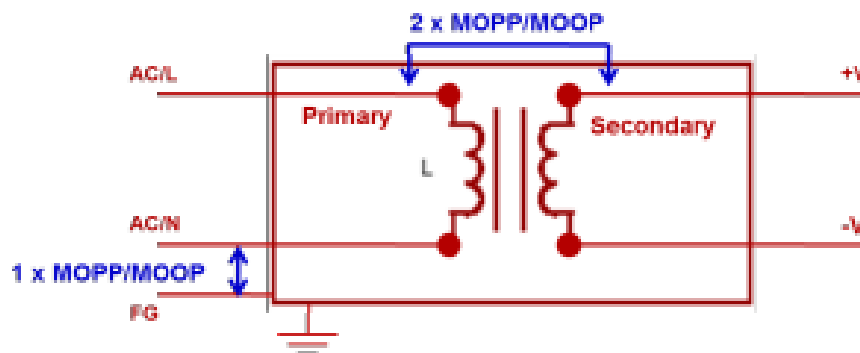 2 x MOPP/MOOP
AC/L
+V
Primary
Secondary
L
AC/N
-V
1 x MOPP/MOOP
FG